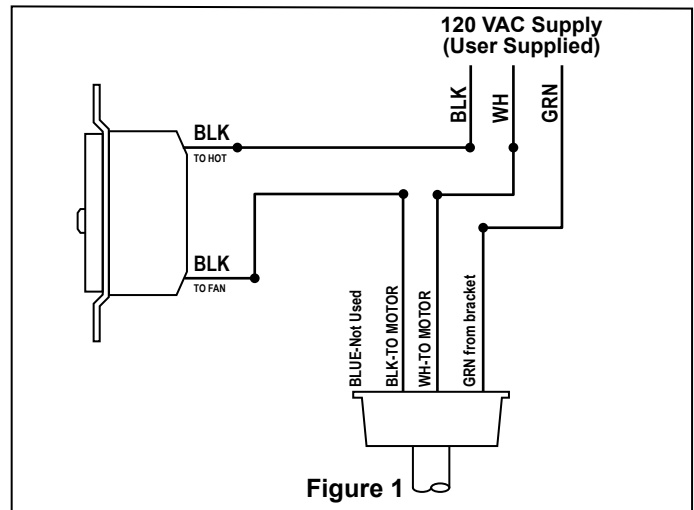 120 VAC Supply
(User Supplied)
BLK
WH
GRN
BLK
TO HOT
BLK
TO FAN
BLUE-Not Used
BLK-TO MOTOR
WH-TO MOTOR
GRN from bracket
Figure 1